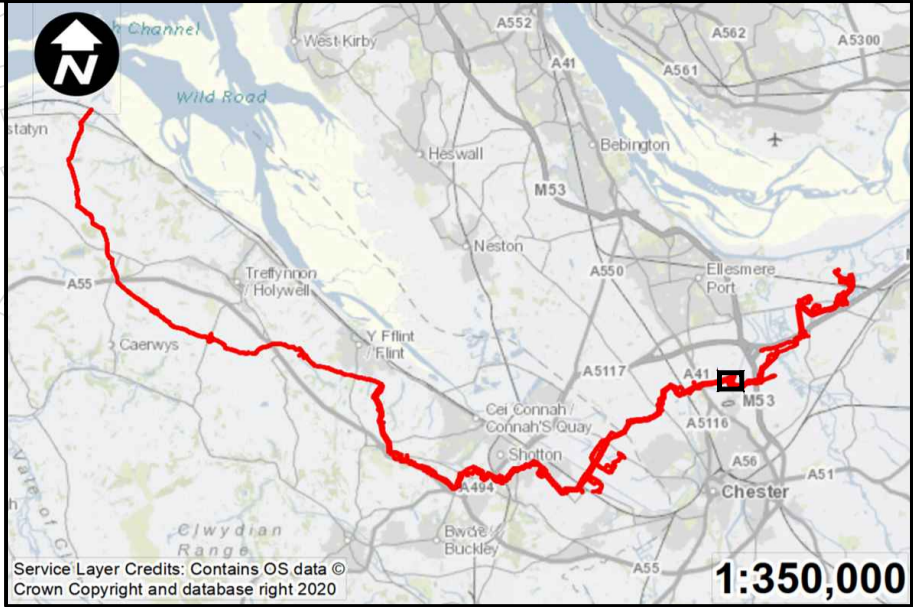 h Channel
A552
A562
A5300
West Kirby
A41
A561
N
Wild Road
statyn
Bebington
Heswall
M53
Neston
A55
Treffynnon
/ Holywell
A550
Ellesmere
Port
Caerwys
Y Fflint
/ Flint
A5117
A41
M53
Cei Connah /
Connah'S Quay
A5116
Shotton
A56
A51
A494
Chester
h
Clwydian
Range
Buckley
A55
Service Layer Credits: Contains OS data ©
Crown Copyright and database right 2020
1:350,000